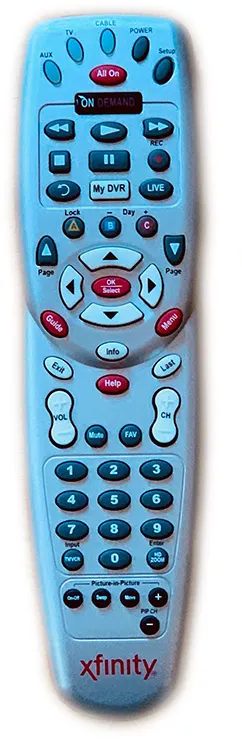 CABLE
TV POWER
AUX Setup
All On
ON DEMAND
REC
My DVR LIVE
Lock − Day +
A B C
Page Page
OK
Select
Guide Menu
Info
Exit Last
Help
VOL CH
Mute FAV
1 2 3
4 5 6
7 8 9
Input Enter
TV/VCR 0 HD
ZOOM
Picture-in-Picture
On•Off Swap Move +
PIP CH
−
xfinity